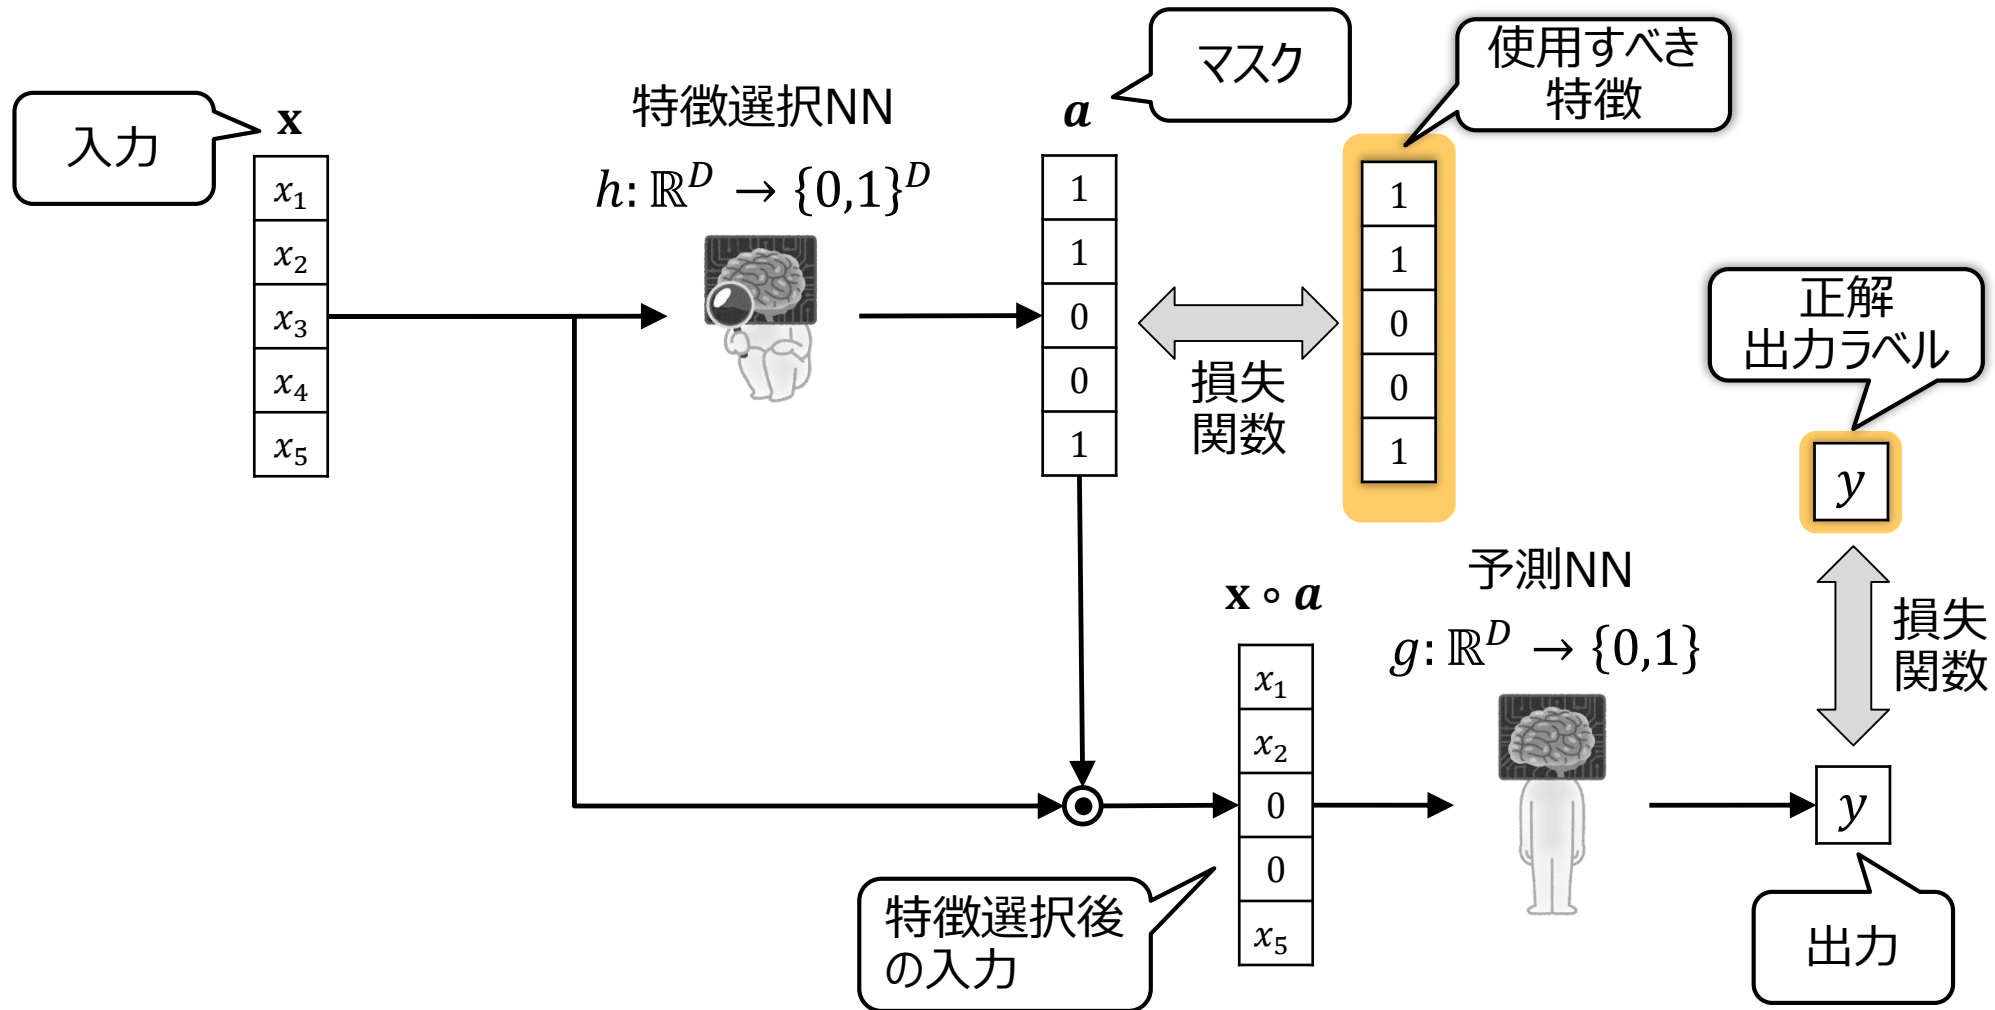 入力
x
x₁
x₂
x₃
x₄
x₅
特徴選択NN
h: ℝᴰ → {0,1}ᴰ
マスク
a
1
1
0
0
1
損失
関数
使用すべき
特徴
1
1
0
0
1
正解
出力ラベル
y
損失
関数
x ∘ a
x₁
x₂
0
0
x₅
特徴選択後
の入力
予測NN
g: ℝᴰ → {0,1}
y
出力